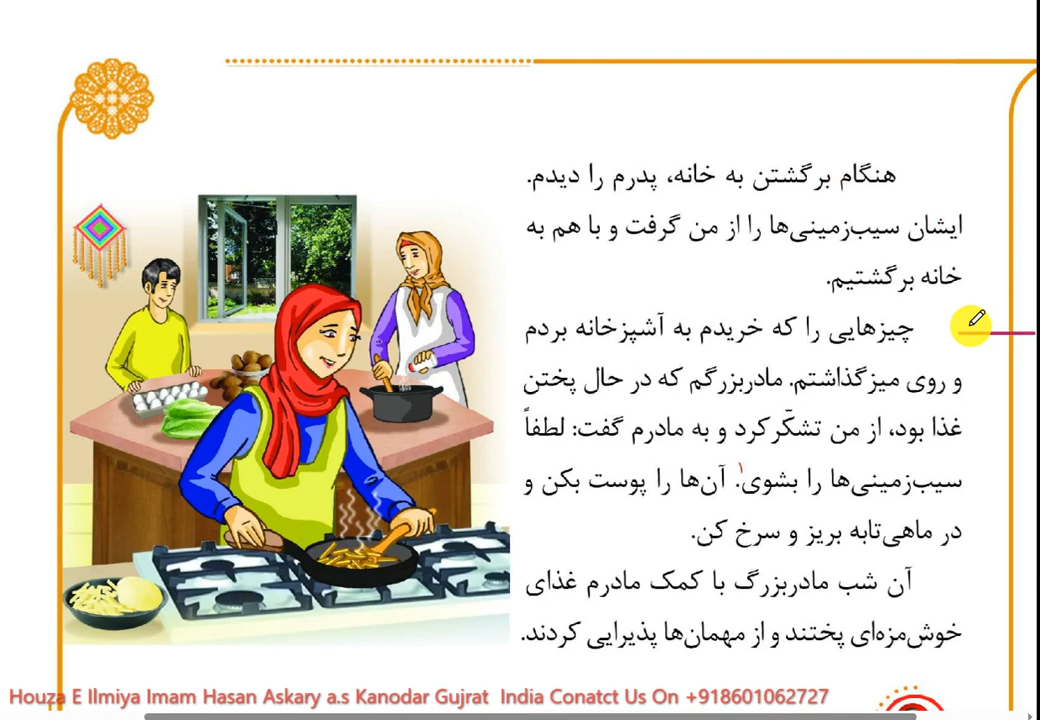 هنگام برگشتن به خانه، پدرم را دیدم.
ایشان سیب‌زمینی‌ها را از من گرفت و با هم به
خانه برگشتیم.
چیزهایی را که خریدم به آشپزخانه بردم
و روی میز گذاشتم. مادربزرگم که در حال پختن
غذا بود، از من تشکّر کرد و به مادرم گفت: لطفاً
سیب‌زمینی‌ها را بشوی۱. آن‌ها را پوست بکن و
در ماهی‌تابه بریز و سرخ کن.
آن شب مادربزرگ با کمک مادرم غذای
خوش‌مزه‌ای پختند و از مهمان‌ها پذیرایی کردند.
Houza E Ilmiya Imam Hasan Askary a.s Kanodar Gujrat India Conatct Us On +918601062727